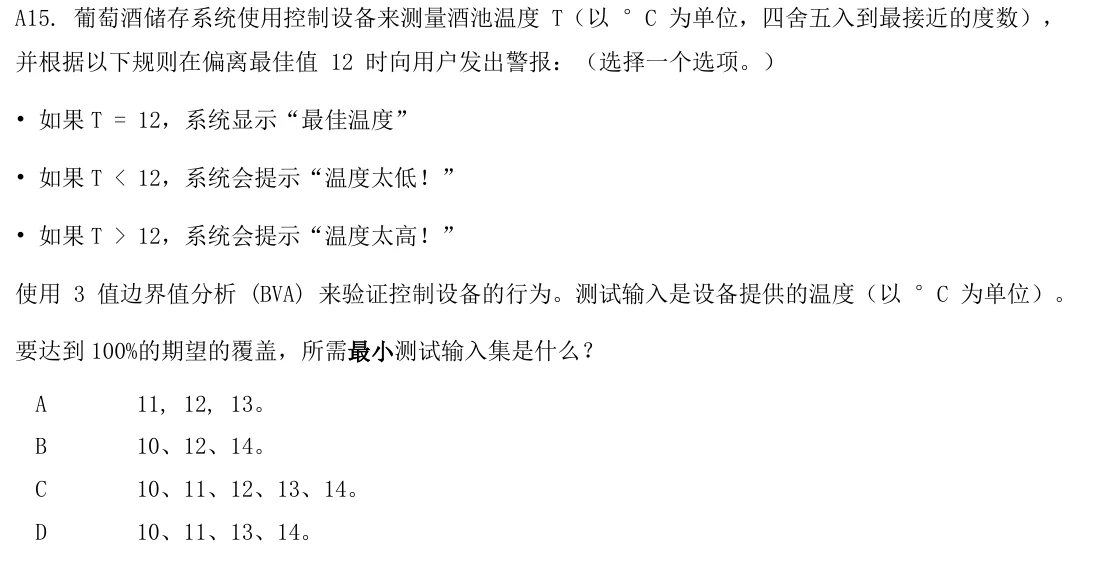 A15. 葡萄酒储存系统使用控制设备来测量酒池温度 T（以 ° C 为单位，四舍五入到最接近的度数），
并根据以下规则在偏离最佳值 12 时向用户发出警报：（选择一个选项。）
• 如果 T = 12，系统显示“最佳温度”
• 如果 T < 12，系统会提示“温度太低！”
• 如果 T > 12，系统会提示“温度太高！”
使用 3 值边界值分析 (BVA) 来验证控制设备的行为。测试输入是设备提供的温度（以 ° C 为单位）。
要达到 100%的期望的覆盖，所需最小测试输入集是什么？
A 11, 12, 13。
B 10、12、14。
C 10、11、12、13、14。
D 10、11、13、14。